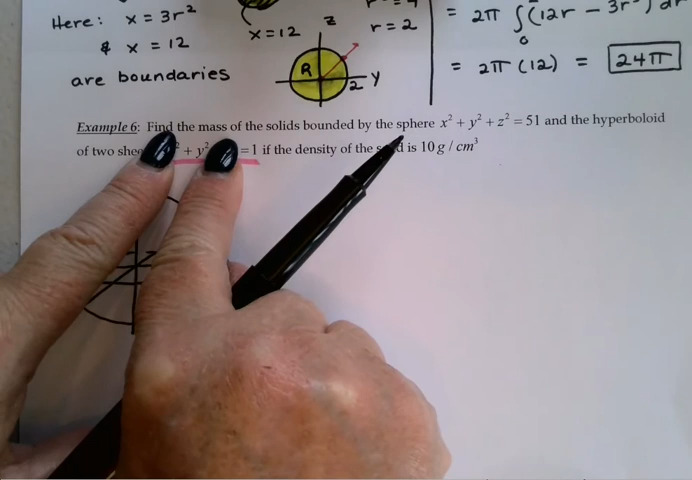 Here: x = 3r²
& x = 12
are boundaries
x = 12
z
r = 2
R
2 y
= 2π ∫ (12r − 3r
0
= 2π (12) = 24π
Example 6: Find the mass of the solids bounded by the sphere x² + y² + z² = 51 and the hyperboloid
of two + y² = 1 if the density of the is 10 g / cm³